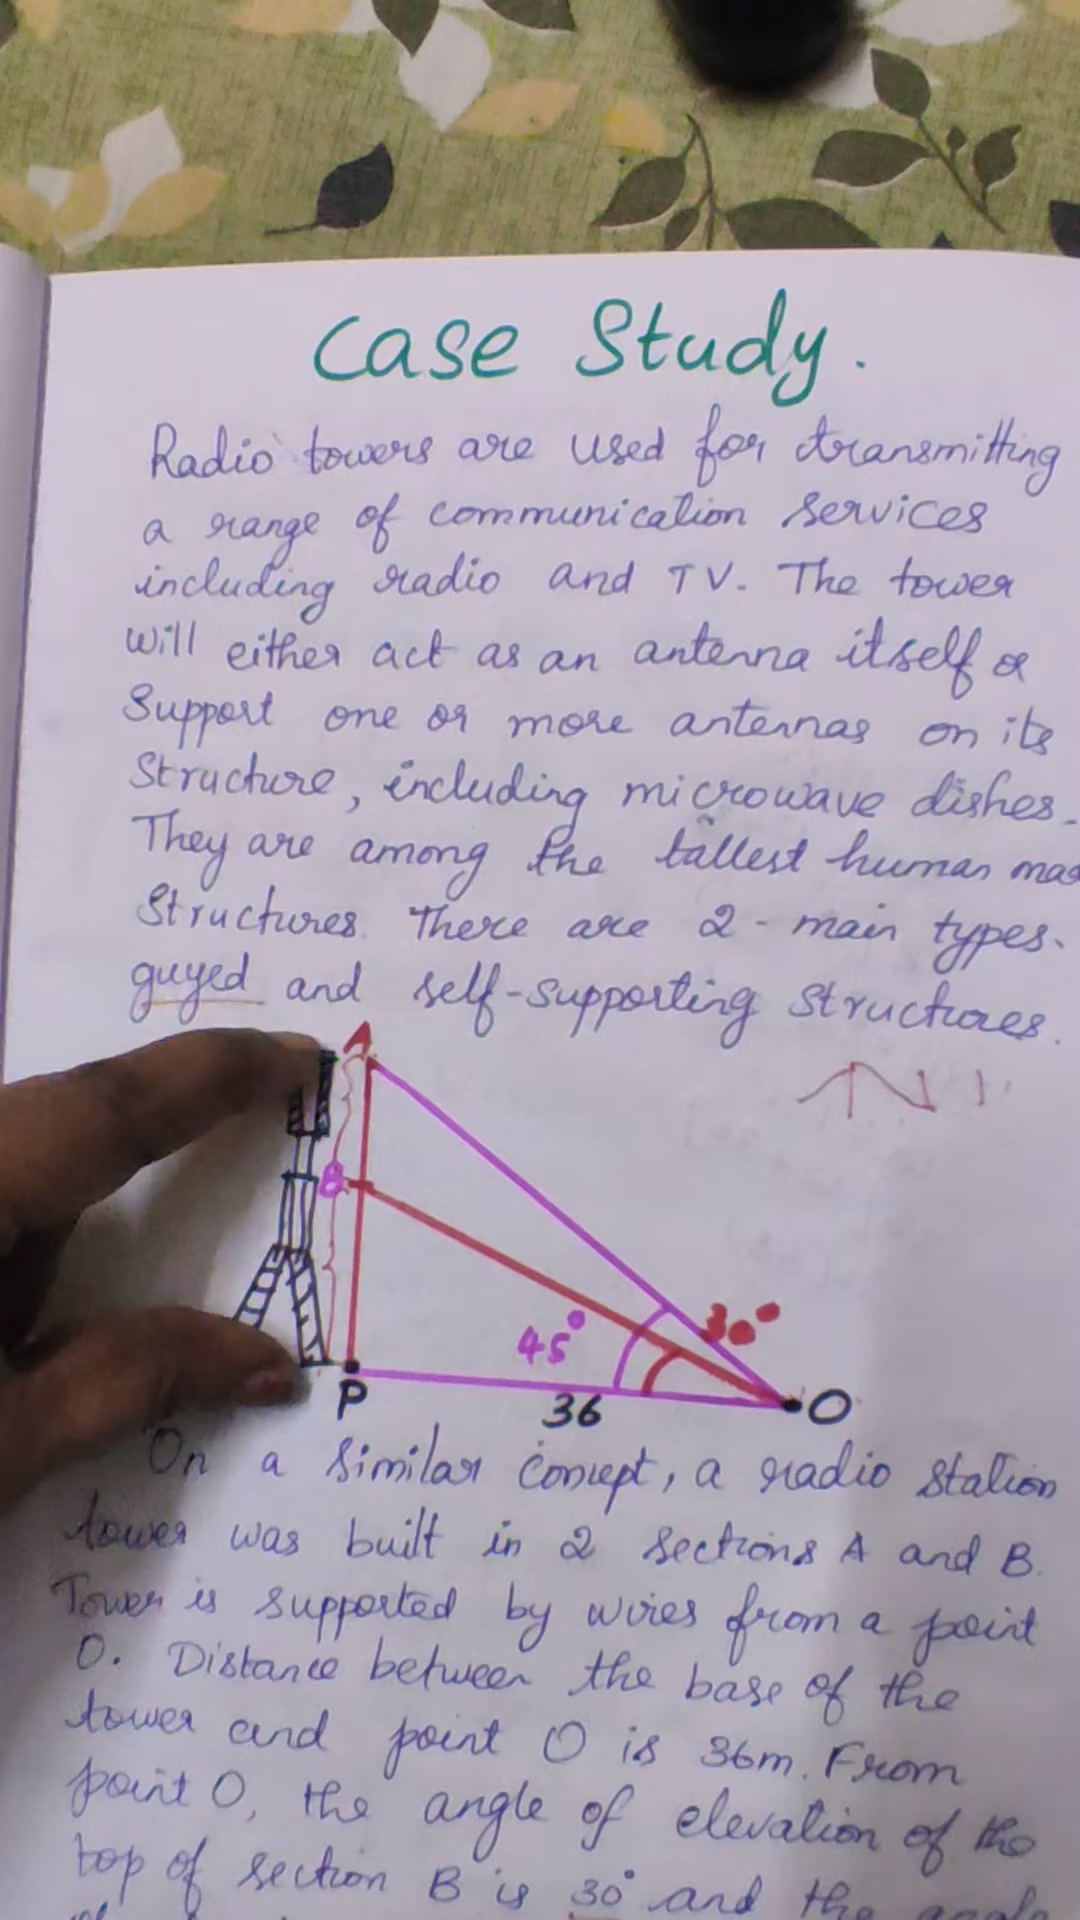 Case Study.
Radio towers are used for transmitting
a range of communication services
including radio and TV. The tower
will either act as an antenna itself or
Support one or more antennas on its
Structure, including microwave dishes.
They are among the tallest human
Structures. There are 2 - main types.
guyed and self-supporting structures.
A
B
45°
30°
P
36
O
On a similar concept, a radio station
tower was built in 2 sections A and B.
Tower is supported by wires from a point
O. Distance between the base of the
tower and point O is 36m. From
point O, the angle of elevation of the
top of section B is 30° and the angle